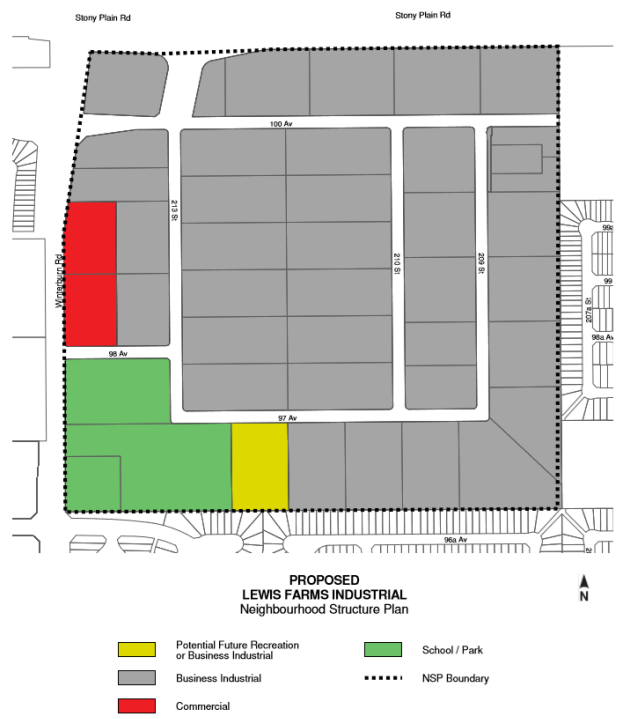 Stony Plain Rd
Stony Plain Rd
100 Av
213 St
Winterburn Rd
210 St
209 St
99a
99
207a St
98a Av
98 Av
97 Av
96a Av
PROPOSED
LEWIS FARMS INDUSTRIAL
Neighbourhood Structure Plan
N
Potential Future Recreation
or Business Industrial
School / Park
Business Industrial
NSP Boundary
Commercial